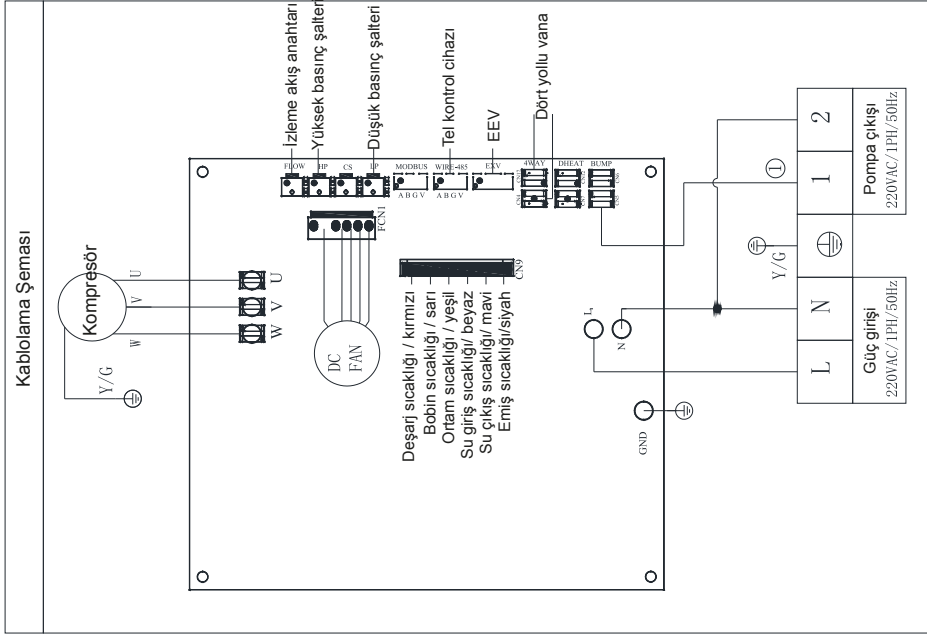 Kablolama Şeması
Kompresör
Y/G
W
V
U
W
V
U
DC
FAN
FCN1
FLOW
HP
CS
LP
MODBUS
A B G V
WIRE-485
A B G V
EXV
4WAY
DHEAT
BUMP
İzleme akış anahtarı
Yüksek basınç şalteri
Düşük basınç şalteri
Tel kontrol cihazı
EEV
Dört yollu vana
Deşarj sıcaklığı / kırmızı
Bobin sıcaklığı / sarı
Ortam sıcaklığı / yeşil
Su giriş sıcaklığı/ beyaz
Su çıkış sıcaklığı/ mavi
Emiş sıcaklığı/siyah
CN9
L
N
GND
Y/G
1
L
N
1
2
Güç girişi
220VAC/1PH/50Hz
Pompa çıkışı
220VAC/1PH/50Hz